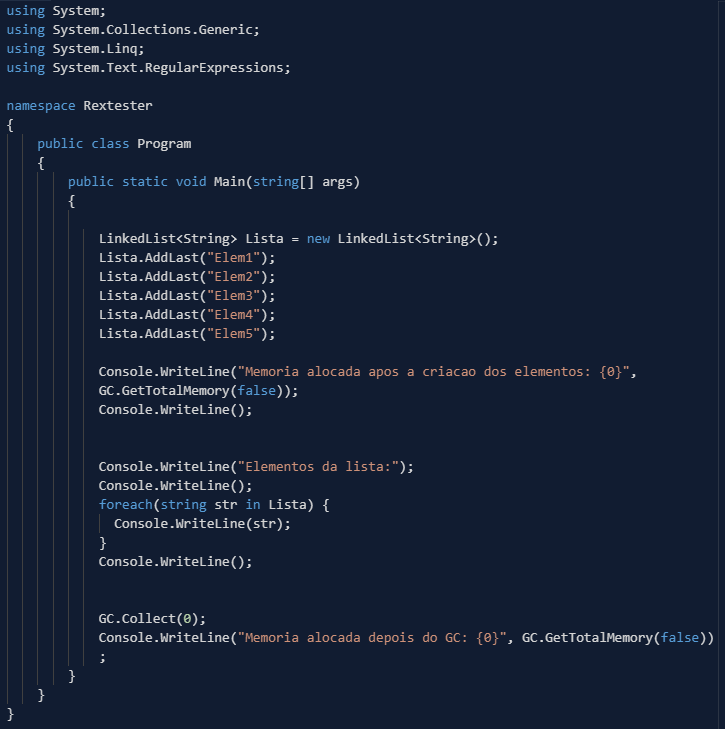 using System;
using System.Collections.Generic;
using System.Linq;
using System.Text.RegularExpressions;
namespace Rextester
{
public class Program
{
public static void Main(string[] args)
{
LinkedList<String> Lista = new LinkedList<String>();
Lista.AddLast("Elem1");
Lista.AddLast("Elem2");
Lista.AddLast("Elem3");
Lista.AddLast("Elem4");
Lista.AddLast("Elem5");
Console.WriteLine("Memoria alocada apos a criacao dos elementos: {0}",
GC.GetTotalMemory(false));
Console.WriteLine();
Console.WriteLine("Elementos da lista:");
Console.WriteLine();
foreach(string str in Lista) {
Console.WriteLine(str);
}
Console.WriteLine();
GC.Collect(0);
Console.WriteLine("Memoria alocada depois do GC: {0}", GC.GetTotalMemory(false))
;
}
}
}